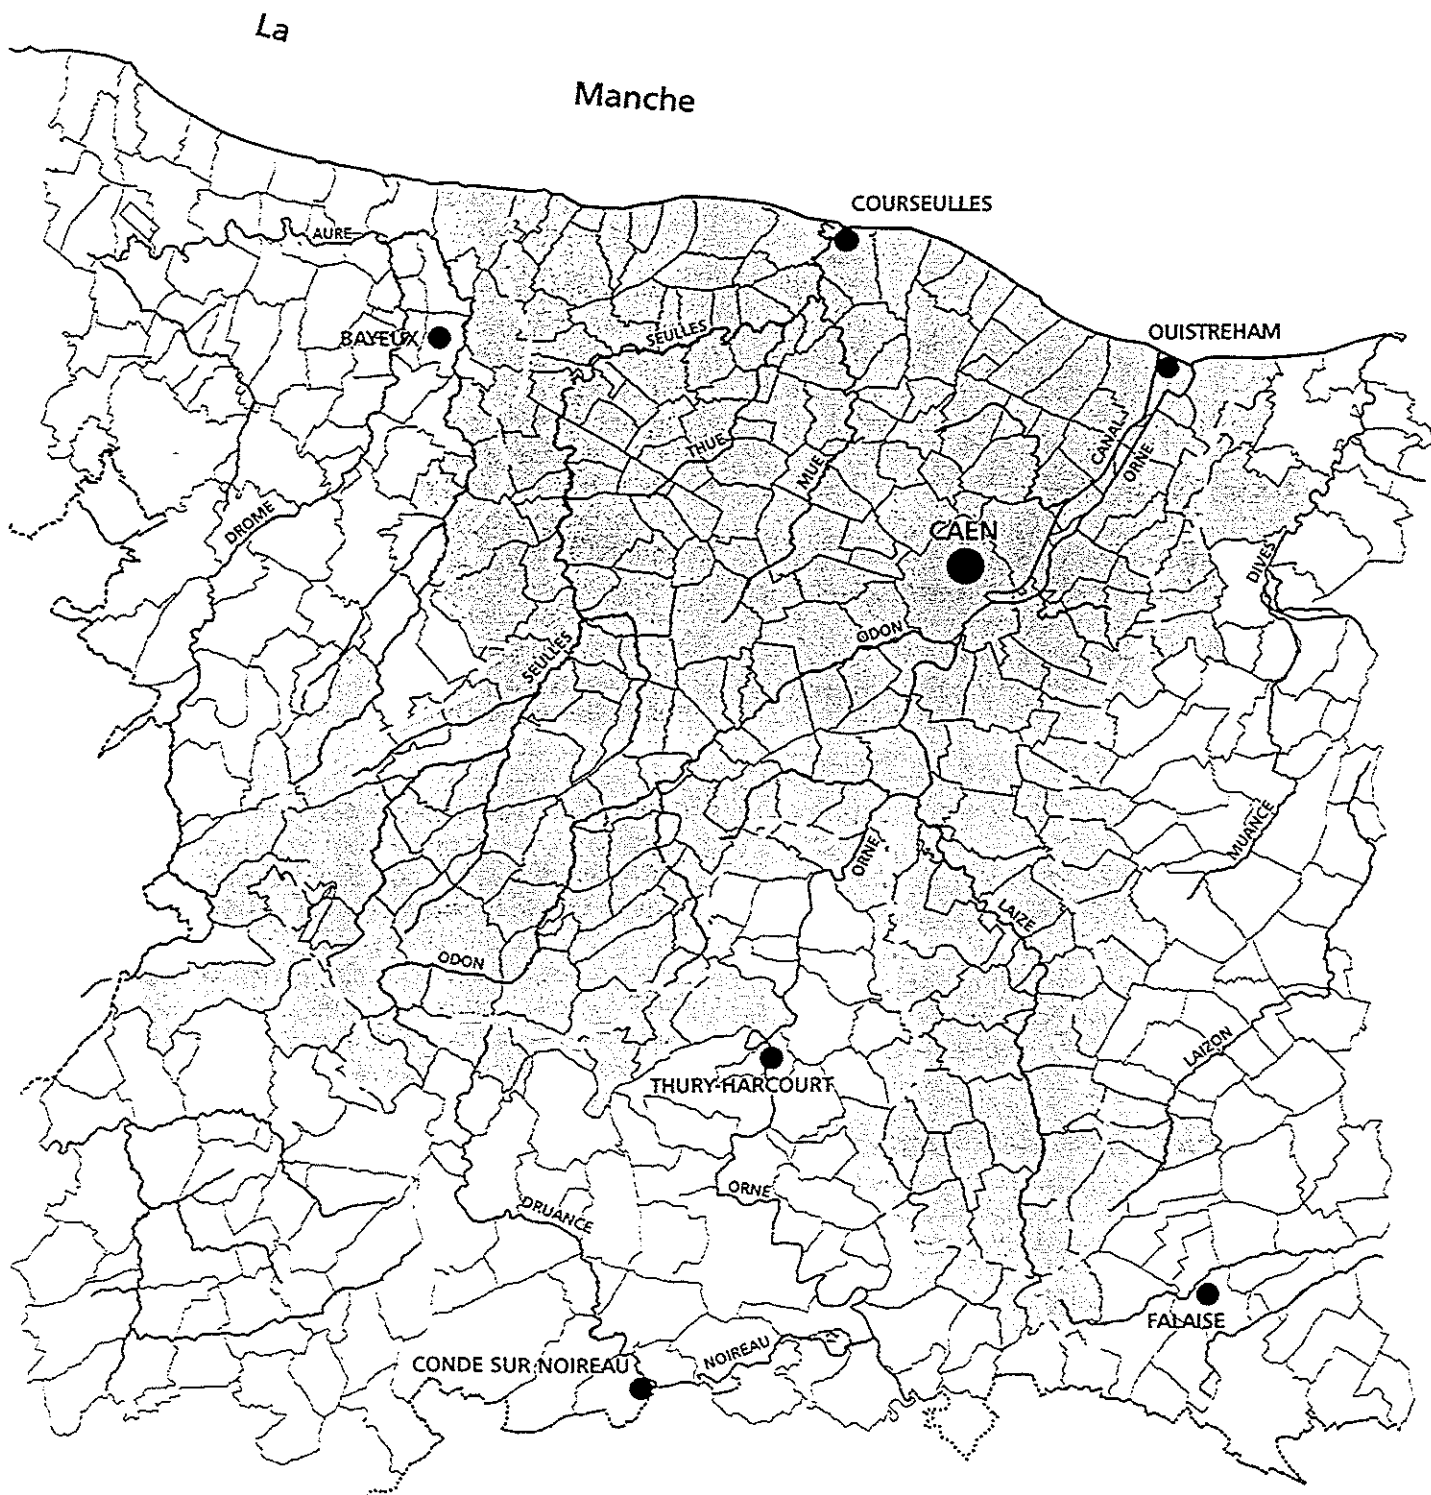 La
Manche
COURSEULLES
AURE
OUISTREHAM
BAYEUX
SEULLES
THUE
MUE
CANAL
ORNE
DROME
CAEN
DIVES
ODON
SEULLES
MUANCE
ORNE
LAIZE
ODON
LAIZON
THURY-HARCOURT
ORNE
DRUANCE
FALAISE
NOIREAU
CONDE SUR NOIREAU